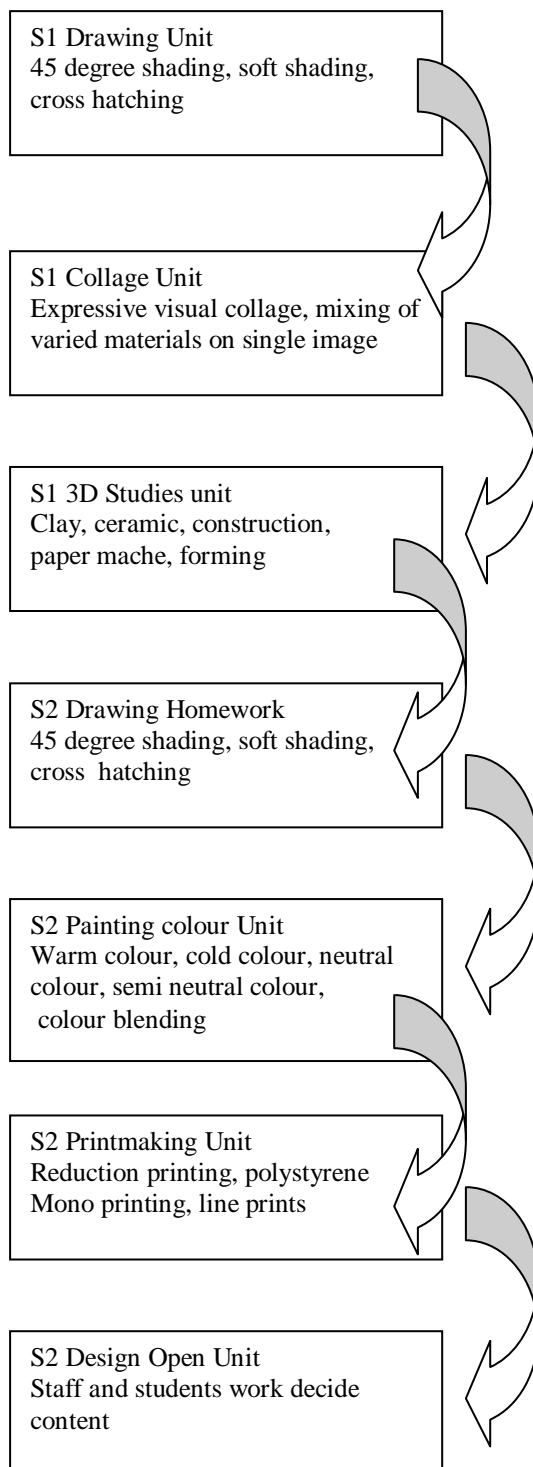 S1 Drawing Unit
45 degree shading, soft shading,
cross hatching
S1 Collage Unit
Expressive visual collage, mixing of
varied materials on single image
S1 3D Studies unit
Clay, ceramic, construction,
paper mache, forming
S2 Drawing Homework
45 degree shading, soft shading,
cross  hatching
S2 Painting colour Unit
Warm colour, cold colour, neutral
colour, semi neutral colour,
colour blending
S2 Printmaking Unit
Reduction printing, polystyrene
Mono printing, line prints
S2 Design Open Unit
Staff and students work decide
content